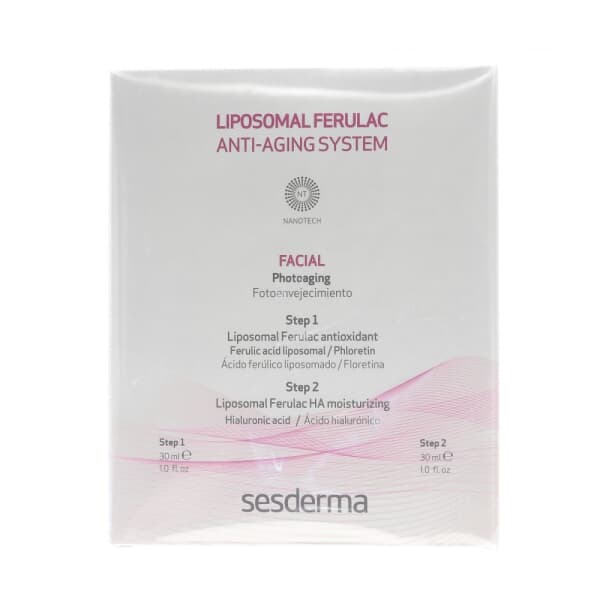 LIPOSOMAL FERULAC
ANTI-AGING SYSTEM
NT
NANOTECH
FACIAL
Photoaging
Fotoenvejecimiento
Step 1
Liposomal Ferulac antioxidant
Ferulic acid liposomal / Phloretin
Ácido ferúlico liposomado / Floretina
Step 2
Liposomal Ferulac HA moisturizing
Hialuronic acid / Ácido hialurónico
Step 1
30 ml ℮
1.0 fl. oz
Step 2
30 ml ℮
1.0 fl. oz
sesderma